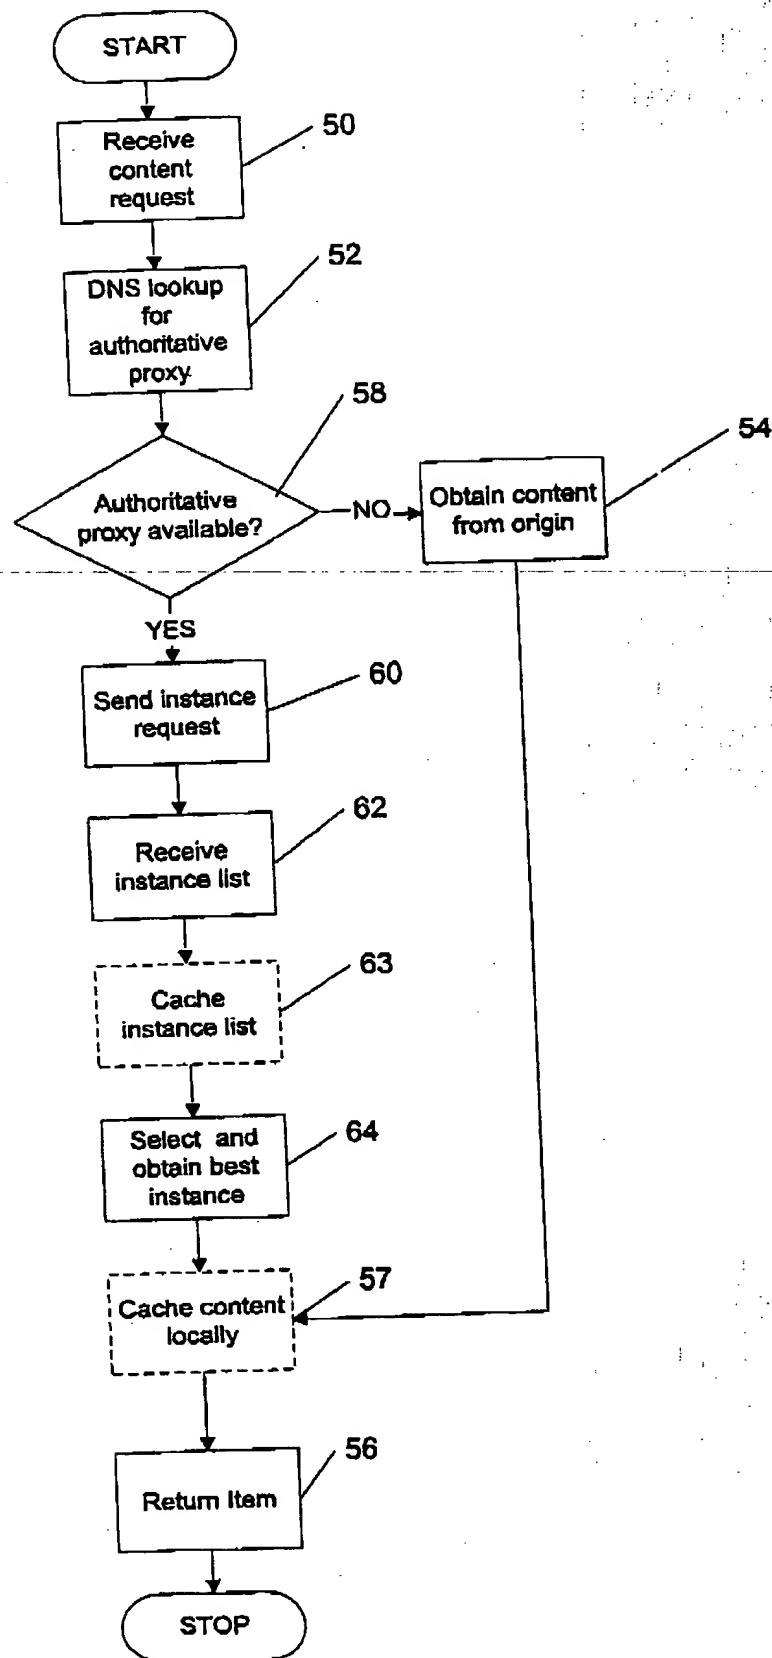 START
Receive
content
request
50
DNS lookup
for
authoritative
proxy
52
Authoritative
proxy available?
58
NO
Obtain content
from origin
54
YES
Send instance
request
60
Receive
instance list
62
Cache
instance list
63
Select and
obtain best
instance
64
Cache content
locally
57
Return Item
56
STOP